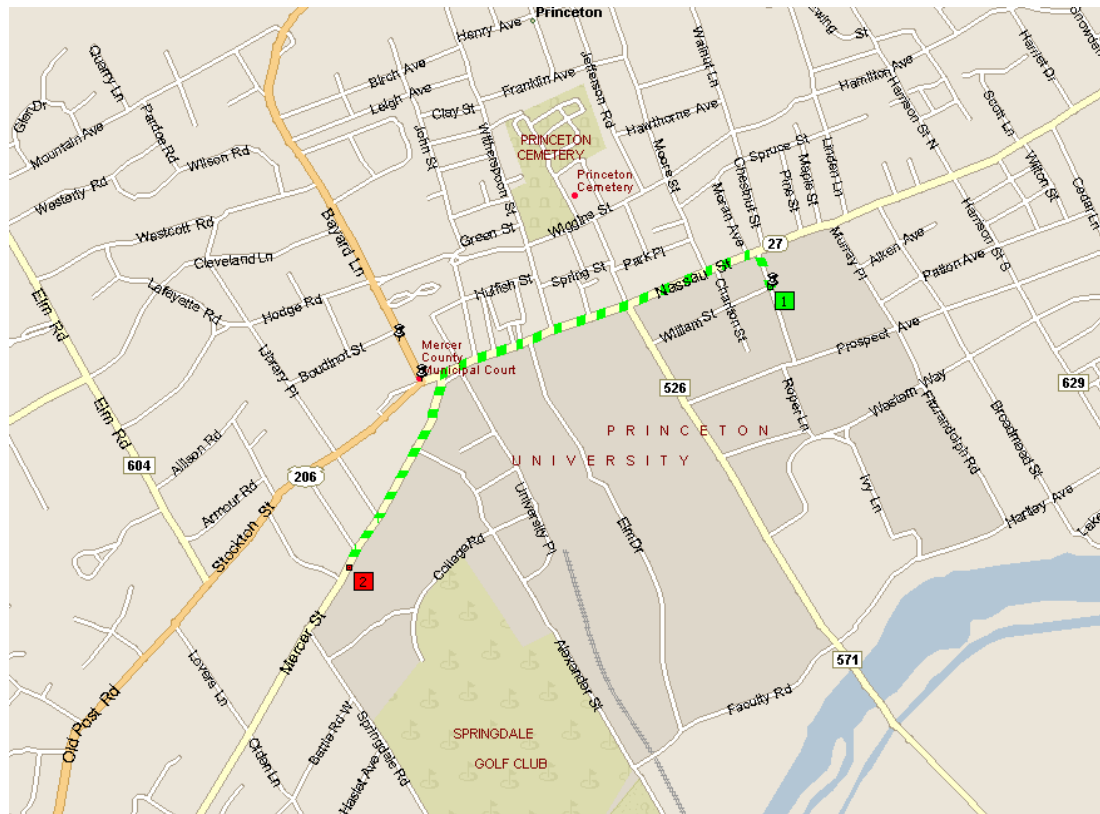 Princeton
Henry Ave
Birch Ave
Leigh Ave
Clay St
Franklin Ave
Jefferson Rd
Walnut Ln
Ewing St
Snowden
Hamilton Ave
Harrison St N
Harriet Dr
Scott Ln
Quarry Ln
Glen Dr
Mountain Ave
Pardoe Rd
Wilson Rd
Westerly Rd
Westcott Rd
Cleveland Ln
Bayard Ln
John St
Witherspoon St
PRINCETON
CEMETERY
Princeton
Cemetery
Hawthorne Ave
Moore St
Spruce St
Chestnut St
Moran Ave
Pine St
Maple St
Linden Ln
Wilton St
Cedar Ln
Green St
Wiggins St
Park Pl
Spring St
Hulfish St
27
Nassau St
Murray Pl
Aiken Ave
Harrison St S
Patton Ave
Elm Rd
Lafayette Rd
Hodge Rd
Library Pl
Boudinot St
Mercer
County
Municipal Court
William St
Charlton St
1
Prospect Ave
526
Roper Ln
Western Way
629
Elm Rd
604
Allison Rd
Armour Rd
206
Stockton St
PRINCETON
UNIVERSITY
Fitzrandolph Rd
Broadmead St
Ivy Ln
Hartley Ave
Lake
University Pl
Elm Dr
College Rd
2
Mercer St
Lovers Ln
Alexander St
571
Faculty Rd
Old Post Rd
Olden Ln
Battle Rd W
Haslet Ave
Springdale Rd
SPRINGDALE
GOLF CLUB